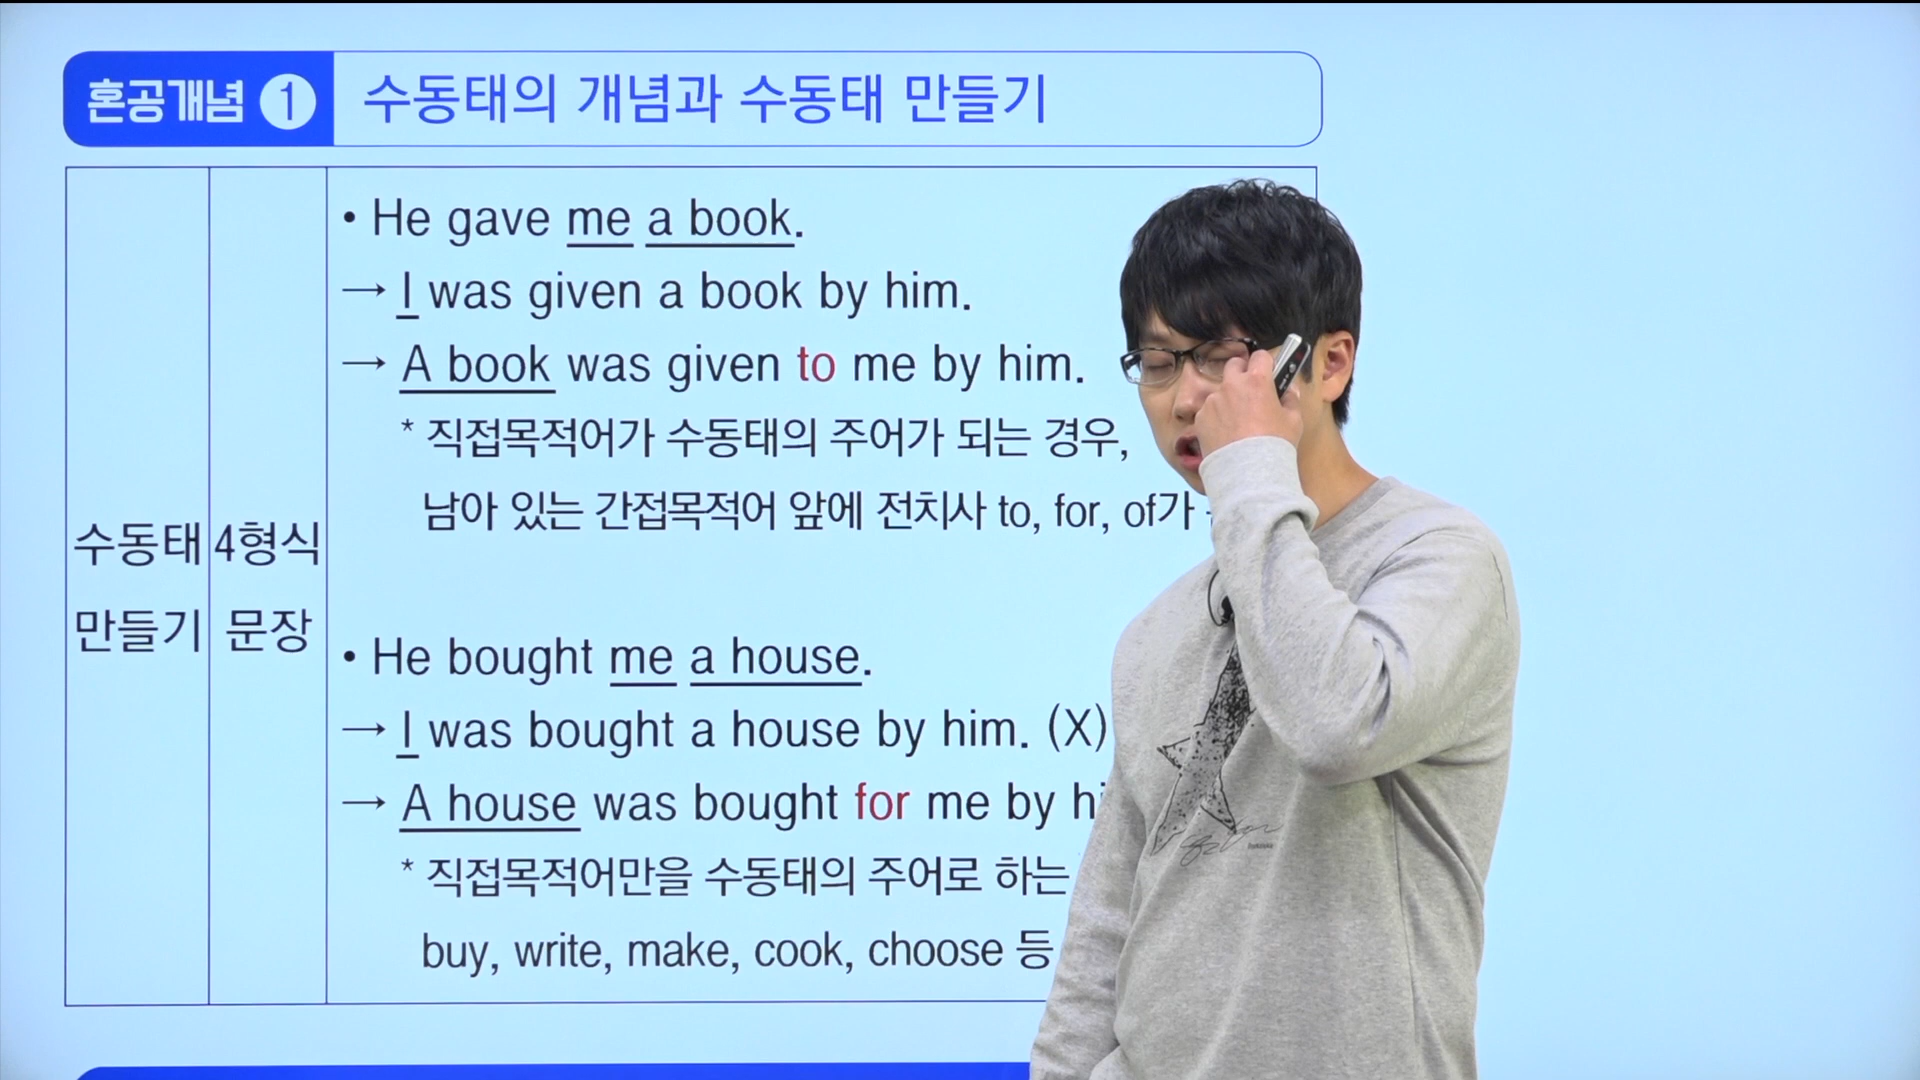 혼공개념 1 수동태의 개념과 수동태 만들기
수동태 만들기
4형식 문장
• He gave me a book.
→ I was given a book by him.
→ A book was given to me by him.
* 직접목적어가 수동태의 주어가 되는 경우,
남아 있는 간접목적어 앞에 전치사 to, for, of가
• He bought me a house.
→ I was bought a house by him. (X)
→ A house was bought for me by
* 직접목적어만을 수동태의 주어로 하는
buy, write, make, cook, choose 등